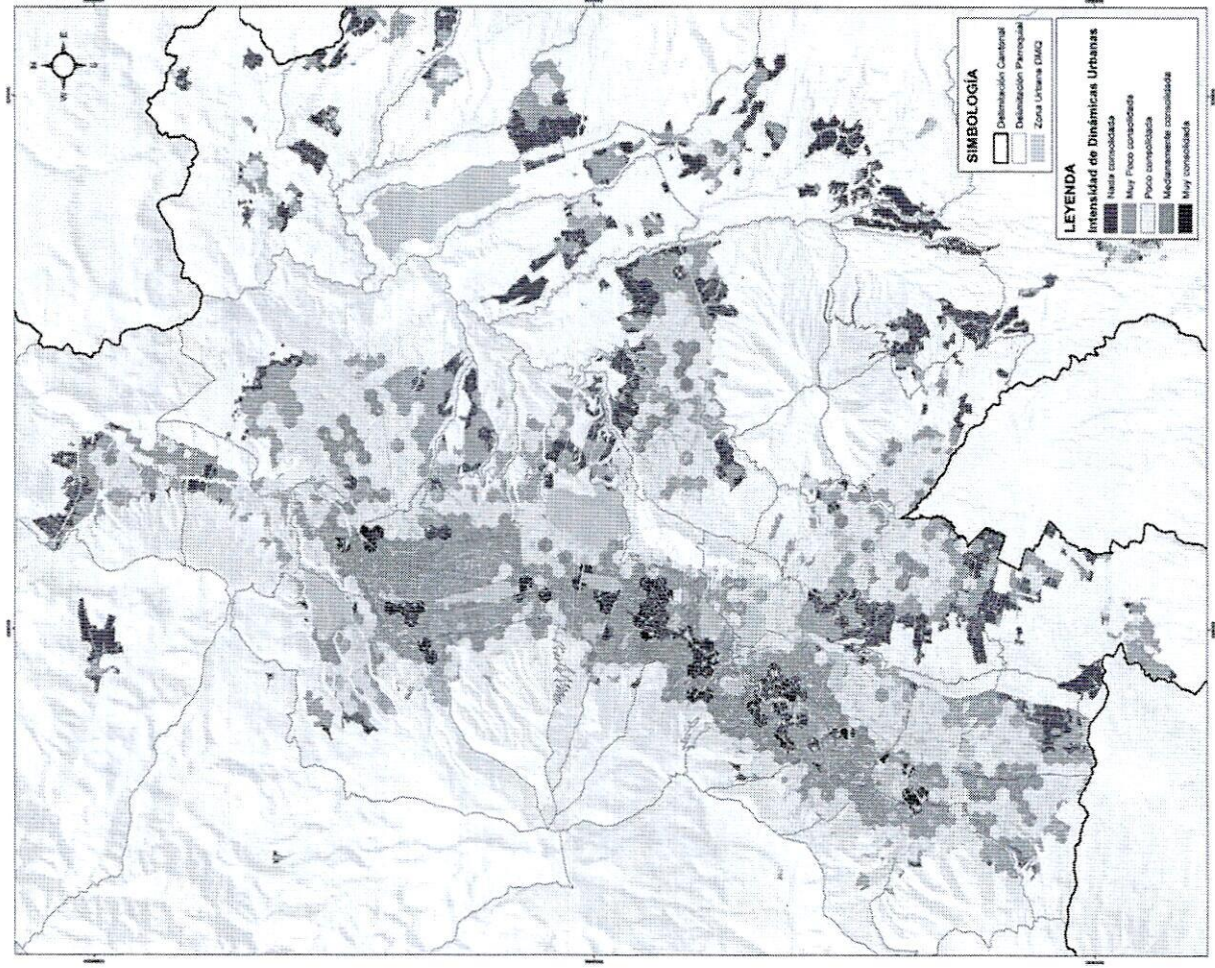 N
W
E
S
SIMBOLOGÍA
Delimitación Cantonal
Delimitación Parroquial
Zona Urbana DMQ
LEYENDA
Intensidad de Dinámicas Urbanas
Nada consolidada
Muy Poco consolidada
Poco consolidada
Medianamente consolidada
Muy consolidada